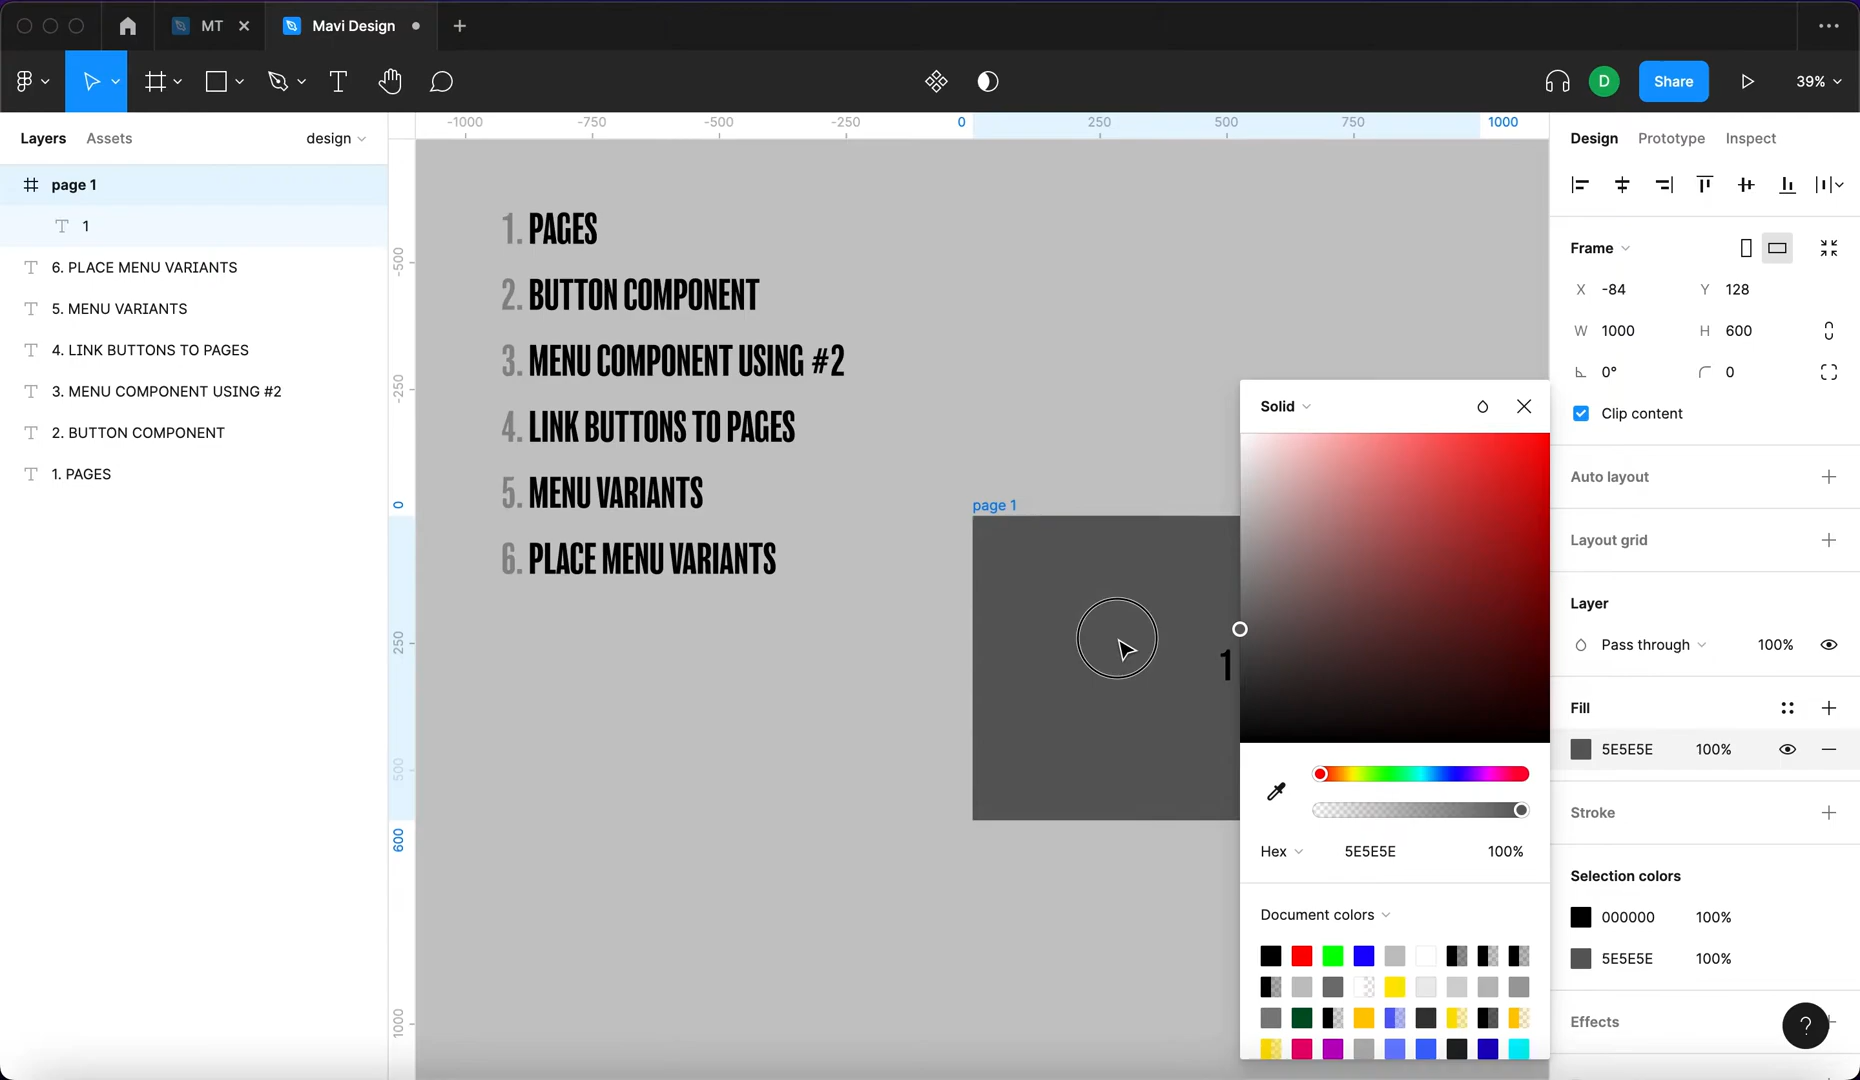 MT
Mavi Design
D
Share
39%
Layers
Assets
design
page 1
1
6. PLACE MENU VARIANTS
5. MENU VARIANTS
4. LINK BUTTONS TO PAGES
3. MENU COMPONENT USING #2
2. BUTTON COMPONENT
1. PAGES
-1000
-750
-500
-250
0
250
500
750
1000
-500
-250
0
250
500
600
1000
1. PAGES
2. BUTTON COMPONENT
3. MENU COMPONENT USING #2
4. LINK BUTTONS TO PAGES
5. MENU VARIANTS
6. PLACE MENU VARIANTS
page 1
1
Solid
Hex
5E5E5E
100%
Document colors
Design
Prototype
Inspect
Frame
X -84
Y 128
W 1000
H 600
0°
0
Clip content
Auto layout
Layout grid
Layer
Pass through
100%
Fill
5E5E5E
100%
Stroke
Selection colors
000000
100%
5E5E5E
100%
Effects
?